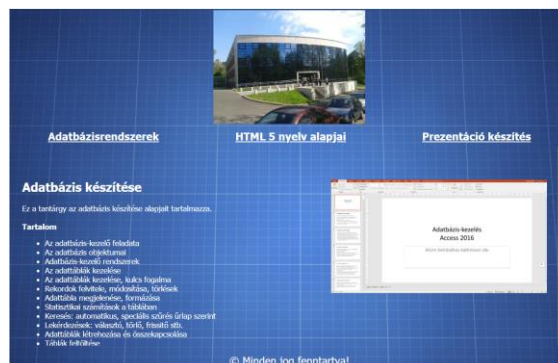 Adatbázisrendszerek
HTML 5 nyelv alapjai
Prezentáció készítés
Adatbázis készítése
Ez a tantárgy az adatbázis készítése alapjait tartalmazza.
Tartalom
Az adatbázis-kezelő feladata
Az adatbázis objektumai
Adatbázis-kezelő rendszerek
Az adattáblák kezelése
Az adattáblák kezelése, kulcs fogalma
Rekordok felvitele, módosítása, törlések
Adattábla megjelenése, formázása
Statisztikai számítások a táblában
Keresés: automatikus, speciális szűrés űrlap szerint
Lekérdezések: választó, törlő, frissítő stb.
Adattáblák létrehozása és összekapcsolása
Táblák feltöltése
Adatbázis-kezelés
Access 2016
© Minden jog fenntartva!